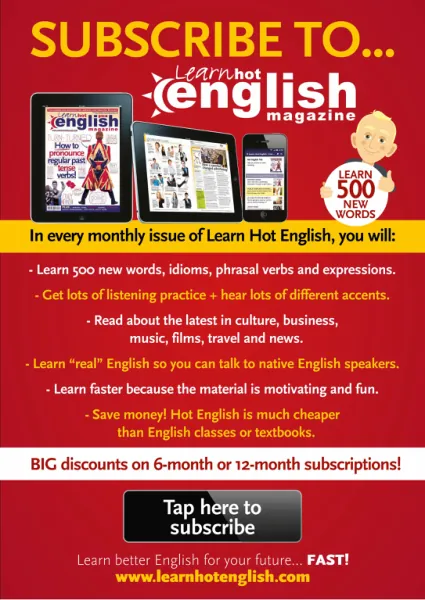 SUBSCRIBE TO...
Learn hot
english
magazine
Learn hot
english
magazine
How to
pronounce
regular past
tense
verbs!
LEARN
500
NEW
WORDS
In every monthly issue of Learn Hot English, you will:
- Learn 500 new words, idioms, phrasal verbs and expressions.
- Get lots of listening practice + hear lots of different accents.
- Read about the latest in culture, business,
music, films, travel and news.
- Learn “real” English so you can talk to native English speakers.
- Learn faster because the material is motivating and fun.
- Save money! Hot English is much cheaper
than English classes or textbooks.
BIG discounts on 6-month or 12-month subscriptions!
Tap here to
subscribe
Learn better English for your future... FAST!
www.learnhotenglish.com